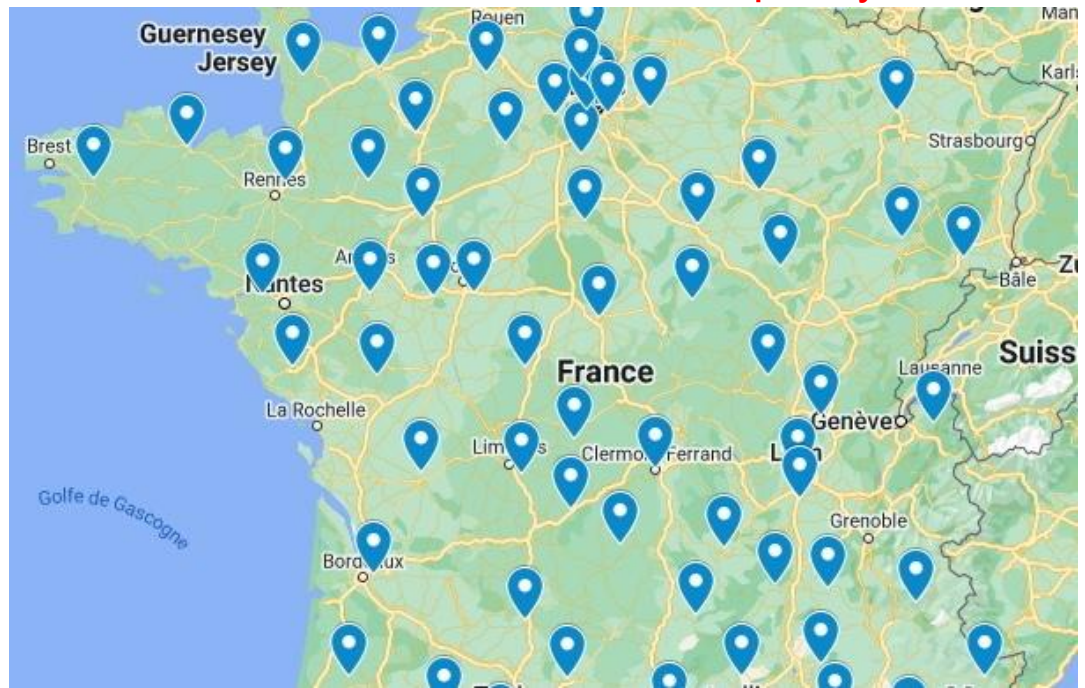 Rouen
Guernesey
Jersey
Brest
Rennes
Strasbourg
Nantes
Bâle
France
Lausanne
La Rochelle
Genève
Clermont-Ferrand
Golfe de Gascogne
Grenoble
Bordeaux